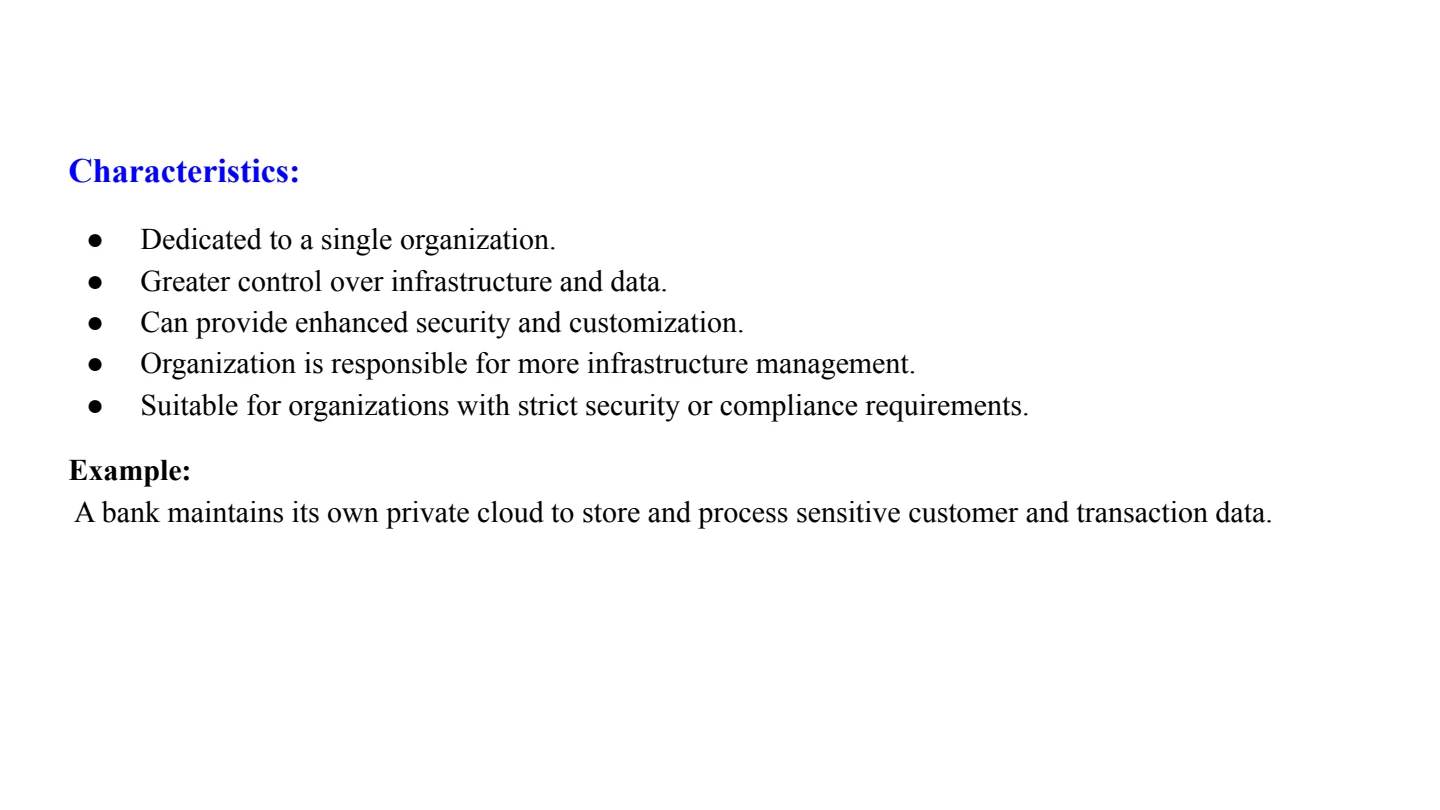 Characteristics:
● Dedicated to a single organization.
● Greater control over infrastructure and data.
● Can provide enhanced security and customization.
● Organization is responsible for more infrastructure management.
● Suitable for organizations with strict security or compliance requirements.
Example:
A bank maintains its own private cloud to store and process sensitive customer and transaction data.